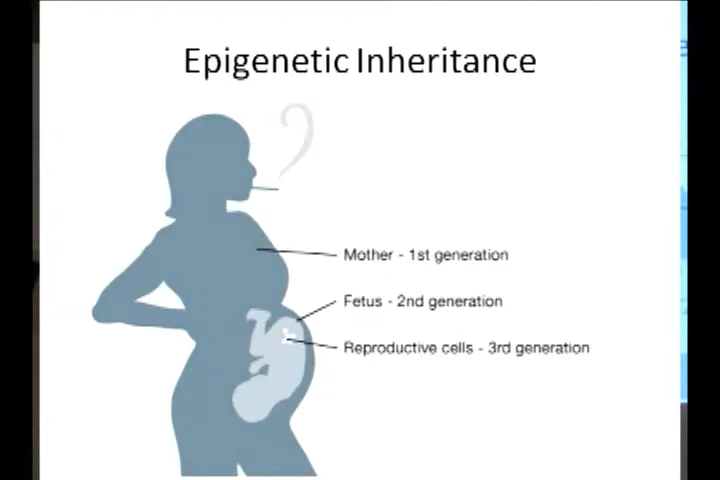 Epigenetic Inheritance
Mother - 1st generation
Fetus - 2nd generation
Reproductive cells - 3rd generation